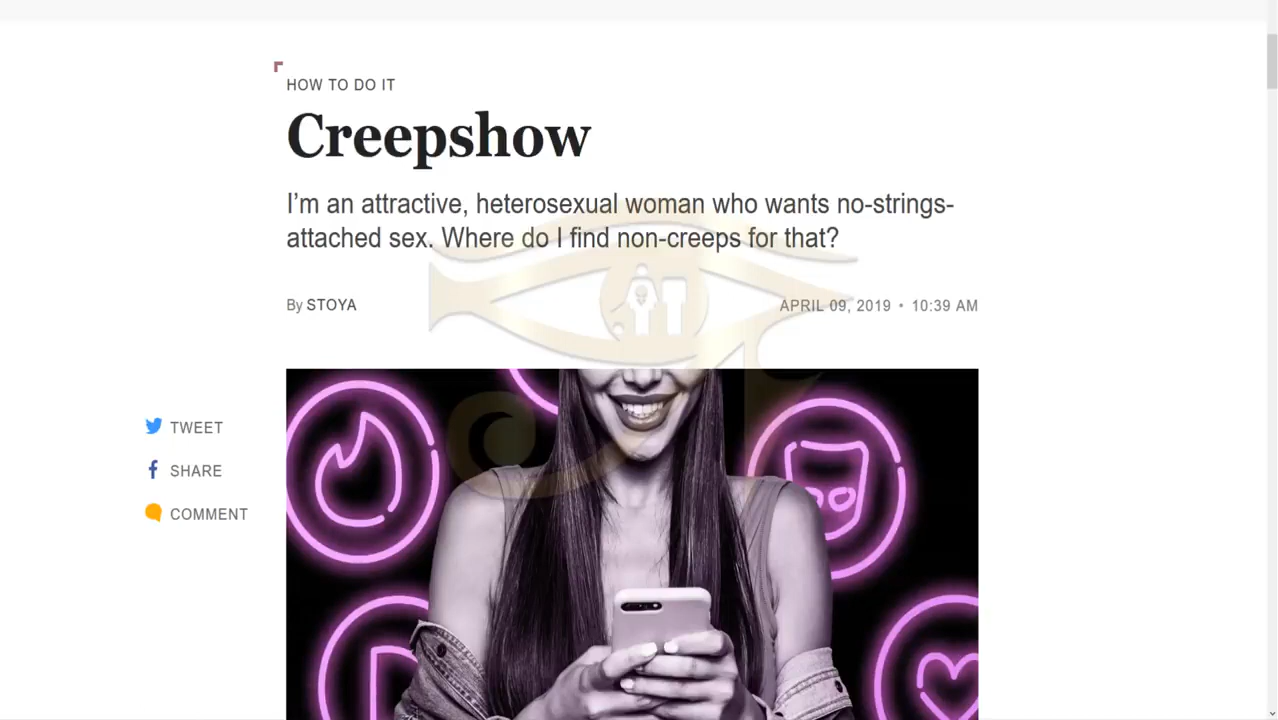 HOW TO DO IT
Creepshow
I'm an attractive, heterosexual woman who wants no-strings-
attached sex. Where do I find non-creeps for that?
By STOYA
APRIL 09, 2019 • 10:39 AM
TWEET
SHARE
COMMENT